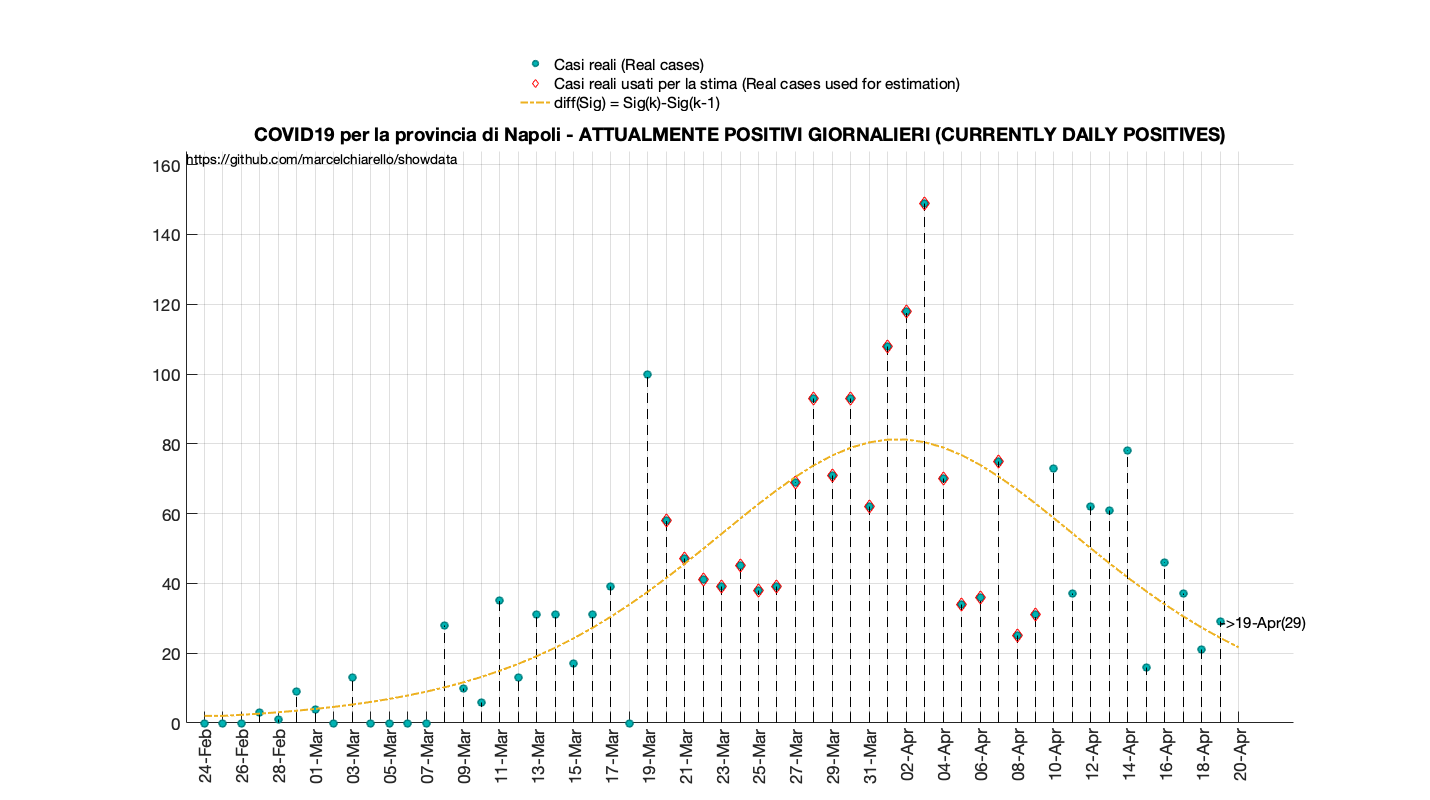 Casi reali (Real cases)
Casi reali usati per la stima (Real cases used for estimation)
diff(Sig) = Sig(k)-Sig(k-1)
COVID19 per la provincia di Napoli - ATTUALMENTE POSITIVI GIORNALIERI (CURRENTLY DAILY POSITIVES)
https://github.com/marcelchiarello/showdata
160
140
120
100
80
60
40
20
0
->19-Apr(29)
24-Feb
26-Feb
28-Feb
01-Mar
03-Mar
05-Mar
07-Mar
09-Mar
11-Mar
13-Mar
15-Mar
17-Mar
19-Mar
21-Mar
23-Mar
25-Mar
27-Mar
29-Mar
31-Mar
02-Apr
04-Apr
06-Apr
08-Apr
10-Apr
12-Apr
14-Apr
16-Apr
18-Apr
20-Apr